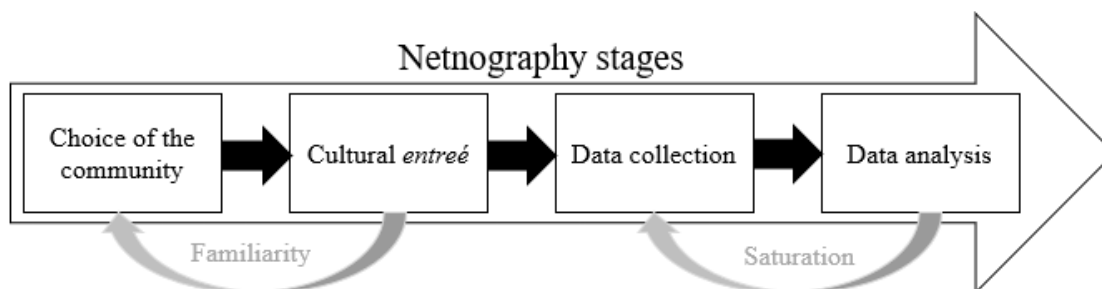 Netnography stages
Choice of the
community
Cultural entreé
Data collection
Data analysis
Familiarity
Saturation